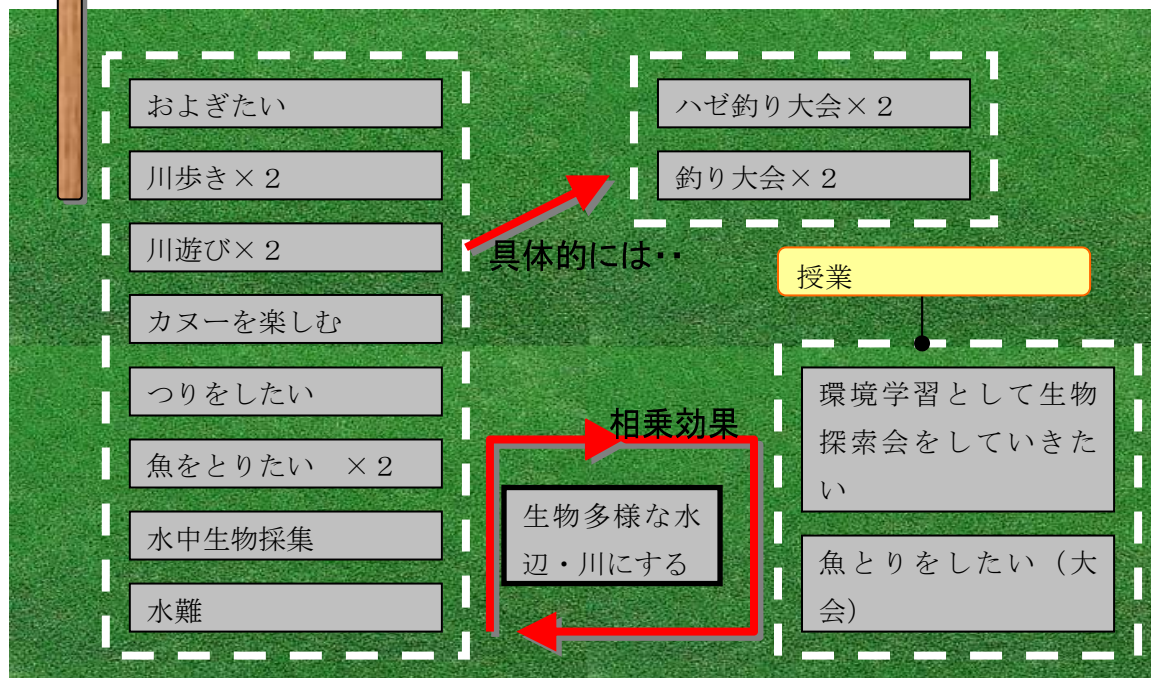 およぎたい
川歩き×２
川遊び×２
カヌーを楽しむ
つりをしたい
魚をとりたい　×２
水中生物採集
水難
具体的には・・
ハゼ釣り大会×２
釣り大会×２
相乗効果
生物多様な水
辺・川にする
授業
環境学習として生物
探索会をしていきた
い
魚とりをしたい（大
会）